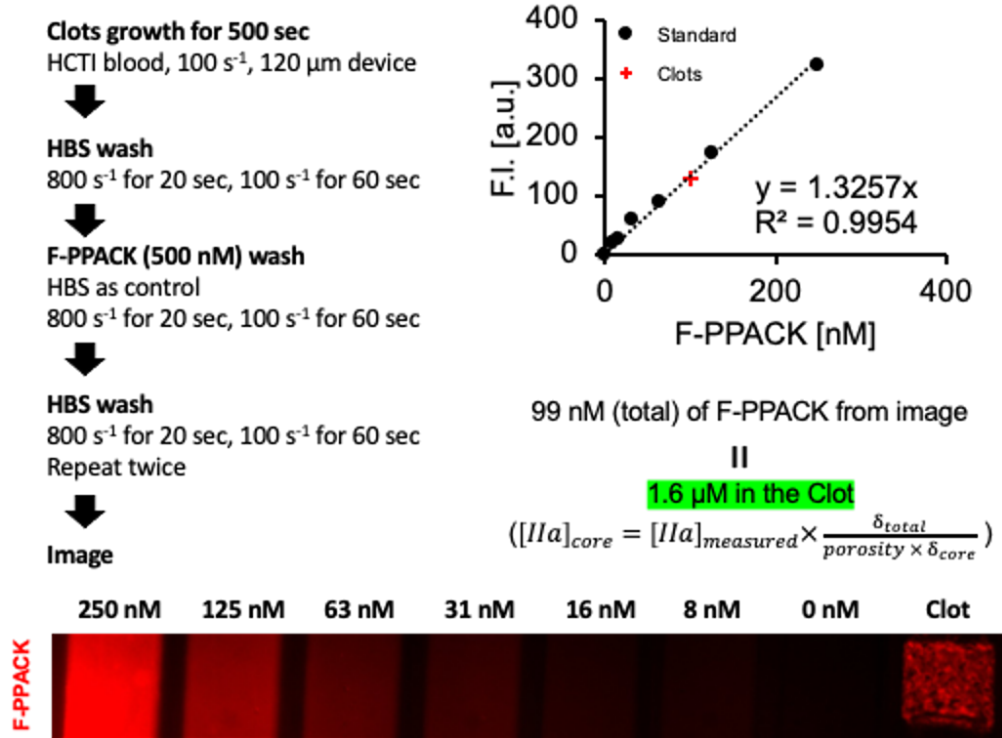 Clots growth for 500 sec
HCTI blood, 100 s⁻¹, 120 µm device
HBS wash
800 s⁻¹ for 20 sec, 100 s⁻¹ for 60 sec
F-PPACK (500 nM) wash
HBS as control
800 s⁻¹ for 20 sec, 100 s⁻¹ for 60 sec
HBS wash
800 s⁻¹ for 20 sec, 100 s⁻¹ for 60 sec
Repeat twice
Image
400
300
200
100
0
F.I. [a.u.]
Standard
Clots
y = 1.3257x
R² = 0.9954
0 200 400
F-PPACK [nM]
99 nM (total) of F-PPACK from image
=
1.6 µM in the Clot
([IIa]core = [IIa]measured × δtotal / porosity × δcore )
250 nM 125 nM 63 nM 31 nM 16 nM 8 nM 0 nM Clot
F-PPACK